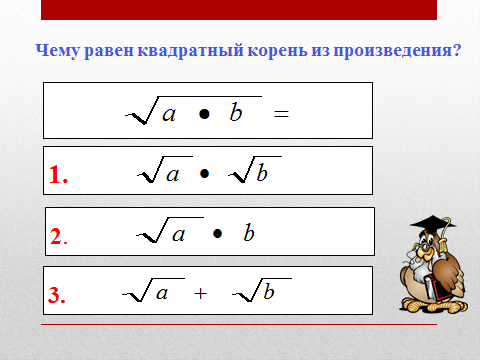 Чему равен квадратный корень из произведения?
√a • b =
1. √a • √b
2. √a • b
3. √a + √b